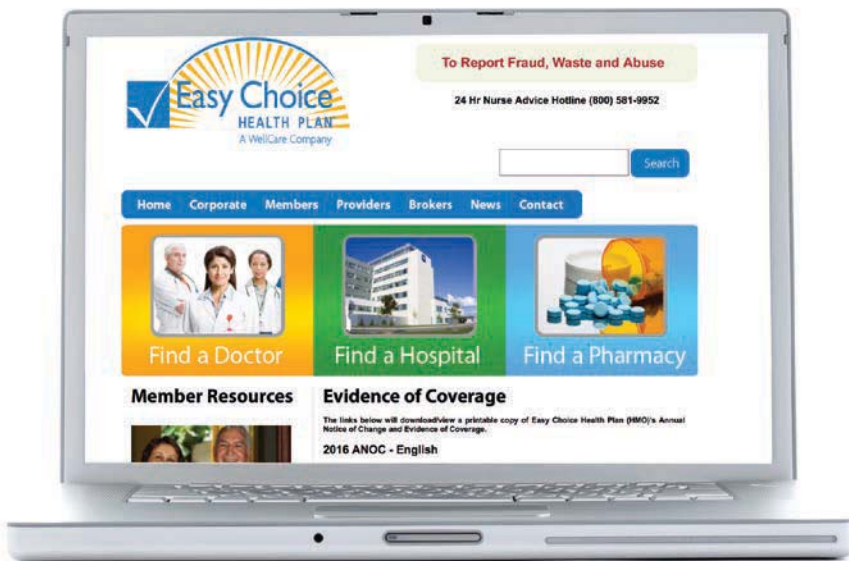 To Report Fraud, Waste and Abuse
Easy Choice
HEALTH PLAN
A WellCare Company
24 Hr Nurse Advice Hotline (800) 581-9952
Search
Home Corporate Members Providers Brokers News Contact
Find a Doctor
Find a Hospital
Find a Pharmacy
Member Resources
Evidence of Coverage
The links below will download/view a printable copy of Easy Choice Health Plan (HMO)'s Annual
Notice of Change and Evidence of Coverage.
2016 ANOC - English